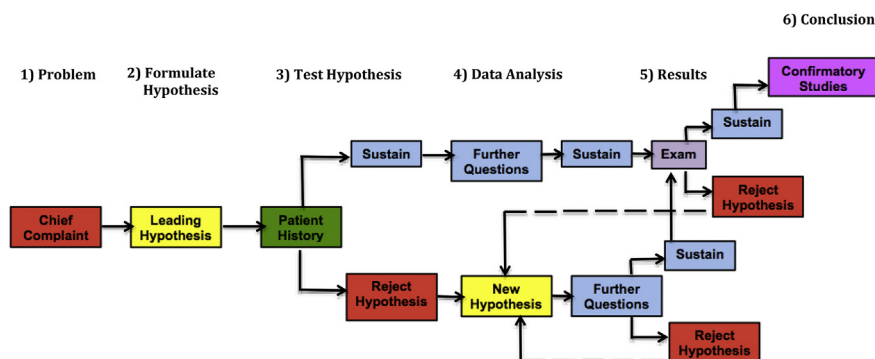 6) Conclusion
1) Problem
2) Formulate
Hypothesis
3) Test Hypothesis
4) Data Analysis
5) Results
Confirmatory
Studies
Sustain
Sustain
Further
Questions
Sustain
Exam
Reject
Hypothesis
Chief
Complaint
Leading
Hypothesis
Patient
History
Sustain
Reject
Hypothesis
New
Hypothesis
Further
Questions
Reject
Hypothesis